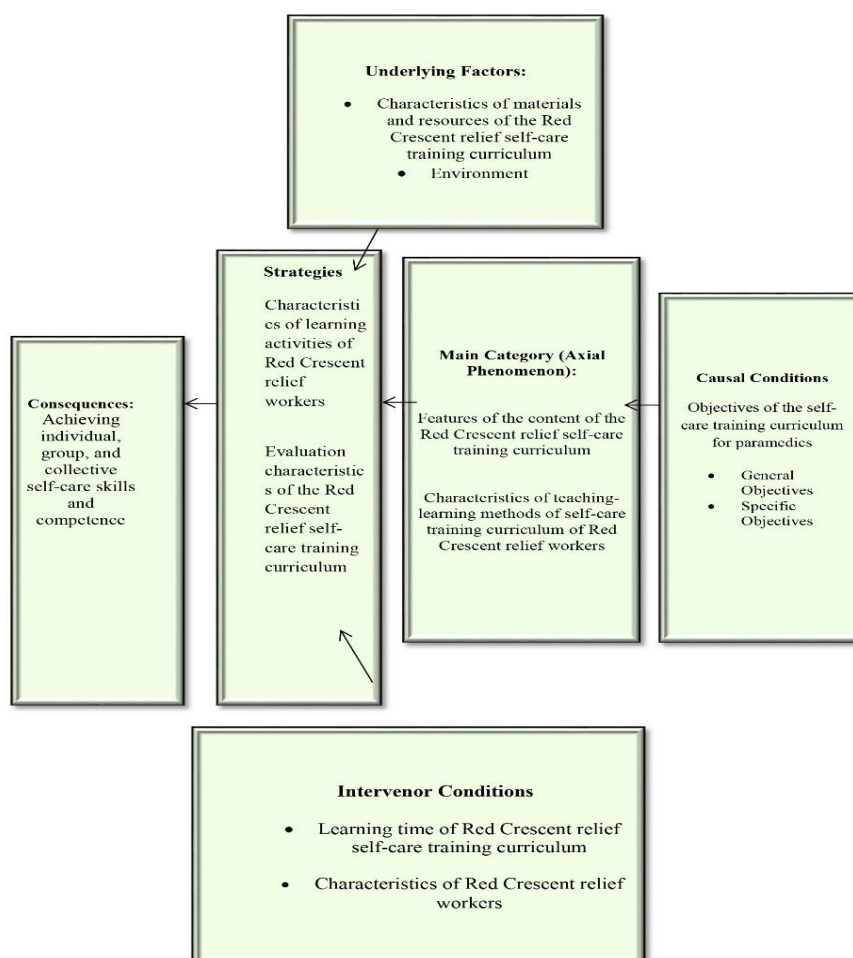 Underlying Factors:
• Characteristics of materials
and resources of the Red
Crescent relief self-care
training curriculum
• Environment
Strategies
Characteristi
cs of learning
activities of
Red Crescent
relief
workers
Evaluation
characteristic
s of the Red
Crescent
relief self-
care training
curriculum
Main Category (Axial
Phenomenon):
Features of the content of the
Red Crescent relief self-care
training curriculum
Characteristics of teaching-
learning methods of self-care
training curriculum of Red
Crescent relief workers
Causal Conditions
Objectives of the self-
care training curriculum
for paramedics
• General
Objectives
• Specific
Objectives
Consequences:
Achieving
individual,
group, and
collective
self-care skills
and
competence
Intervenor Conditions
• Learning time of Red Crescent relief
self-care training curriculum
• Characteristics of Red Crescent relief
workers